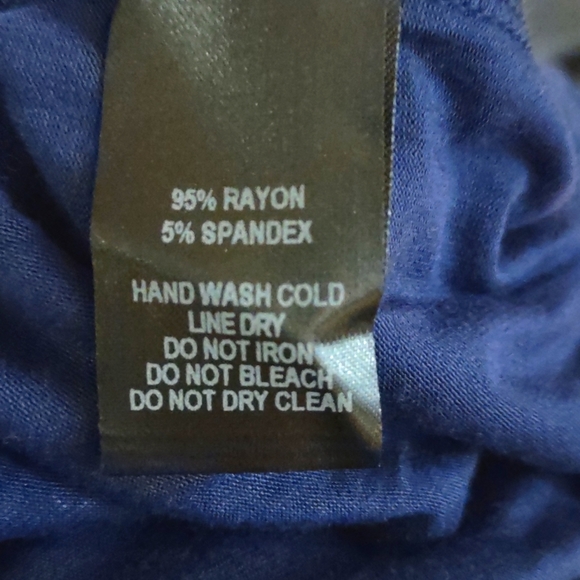 95% RAYON
5% SPANDEX
HAND WASH COLD
LINE DRY
DO NOT IRON
DO NOT BLEACH
DO NOT DRY CLEAN